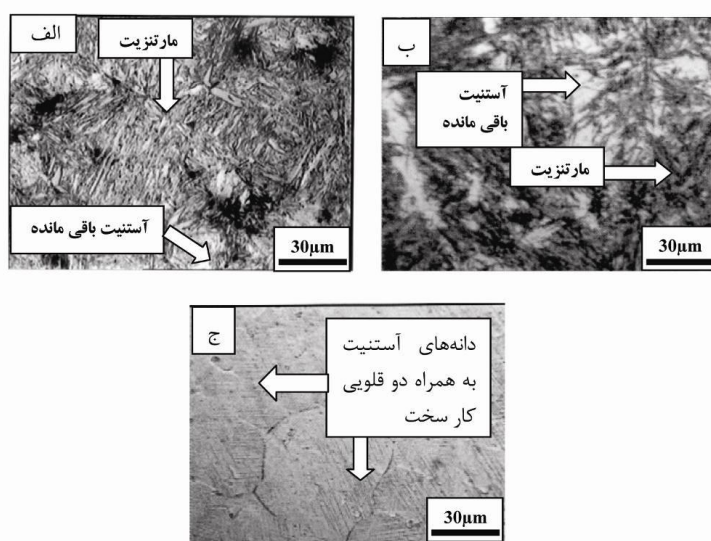 الف
مارتنزیت
آستنیت باقی مانده
30µm
ب
آستنیت
باقی مانده
مارتنزیت
30µm
ج
دانه‌های آستنیت
به همراه دو قلویی
کار سخت
30µm